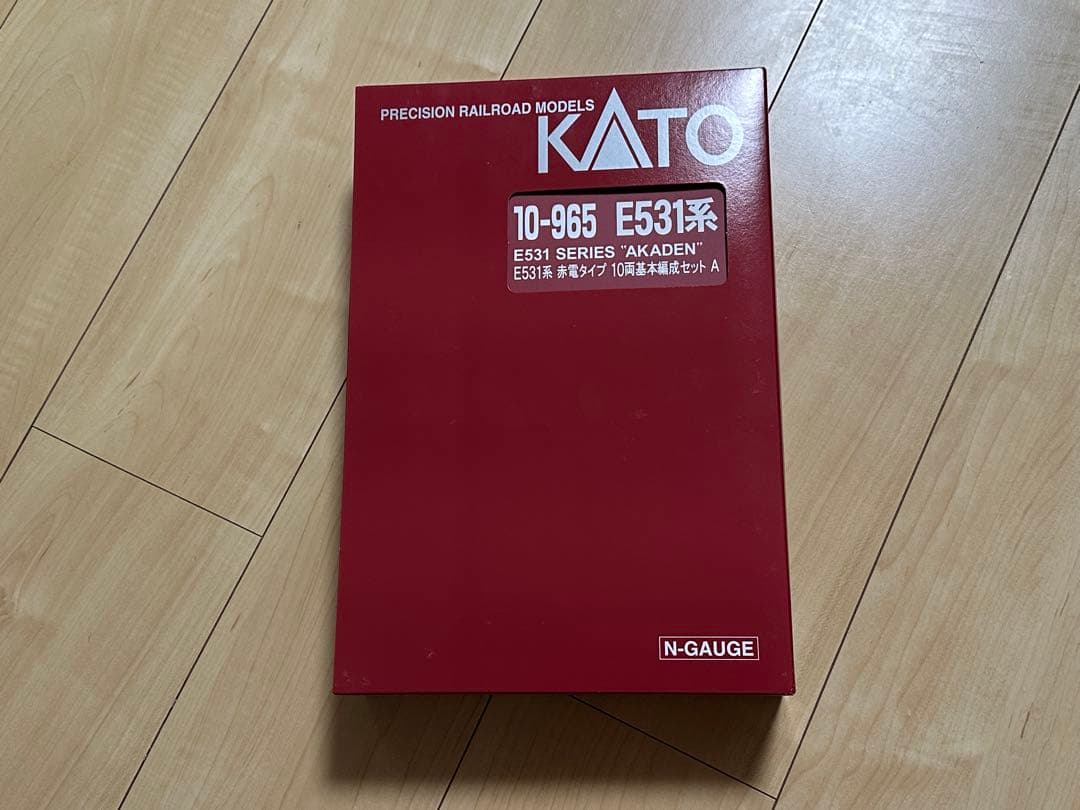 PRECISION RAILROAD MODELS
KATO
10-965 E531系
E531 SERIES "AKADEN"
E531系 赤電タイプ 10両基本編成セット A
N-GAUGE